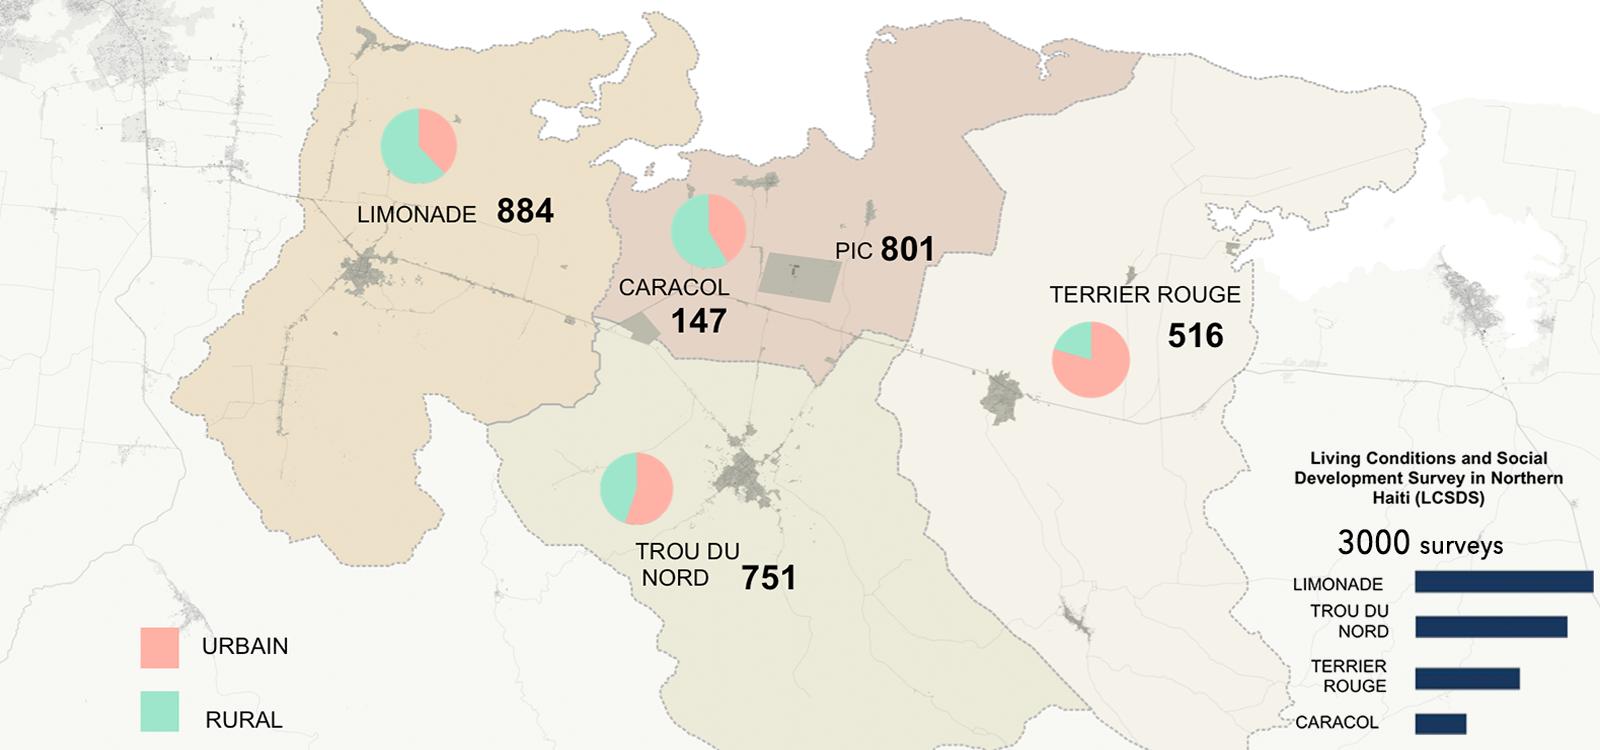 LIMONADE 884
PIC 801
CARACOL
147
TERRIER ROUGE
516
TROU DU
NORD 751
URBAIN
RURAL
Living Conditions and Social
Development Survey in Northern
Haiti (LCSDS)
3000 surveys
LIMONADE
TROU DU
NORD
TERRIER
ROUGE
CARACOL